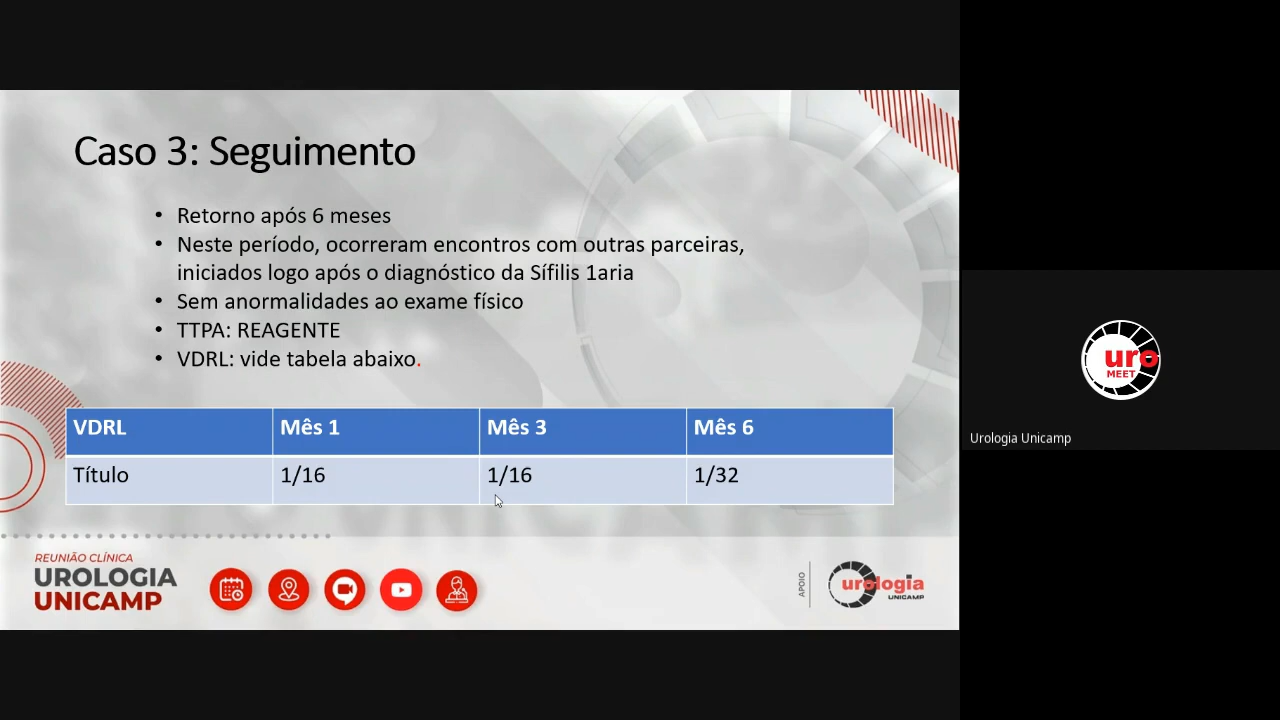 Caso 3: Seguimento
• Retorno após 6 meses
• Neste período, ocorreram encontros com outras parceiras,
iniciados logo após o diagnóstico da Sífilis 1aria
• Sem anormalidades ao exame físico
• TTPA: REAGENTE
• VDRL: vide tabela abaixo.
VDRL Mês 1 Mês 3 Mês 6
Título 1/16 1/16 1/32
REUNIÃO CLÍNICA
UROLOGIA
UNICAMP
APOIO
urologia
UNICAMP
uro
MEET
Urologia Unicamp